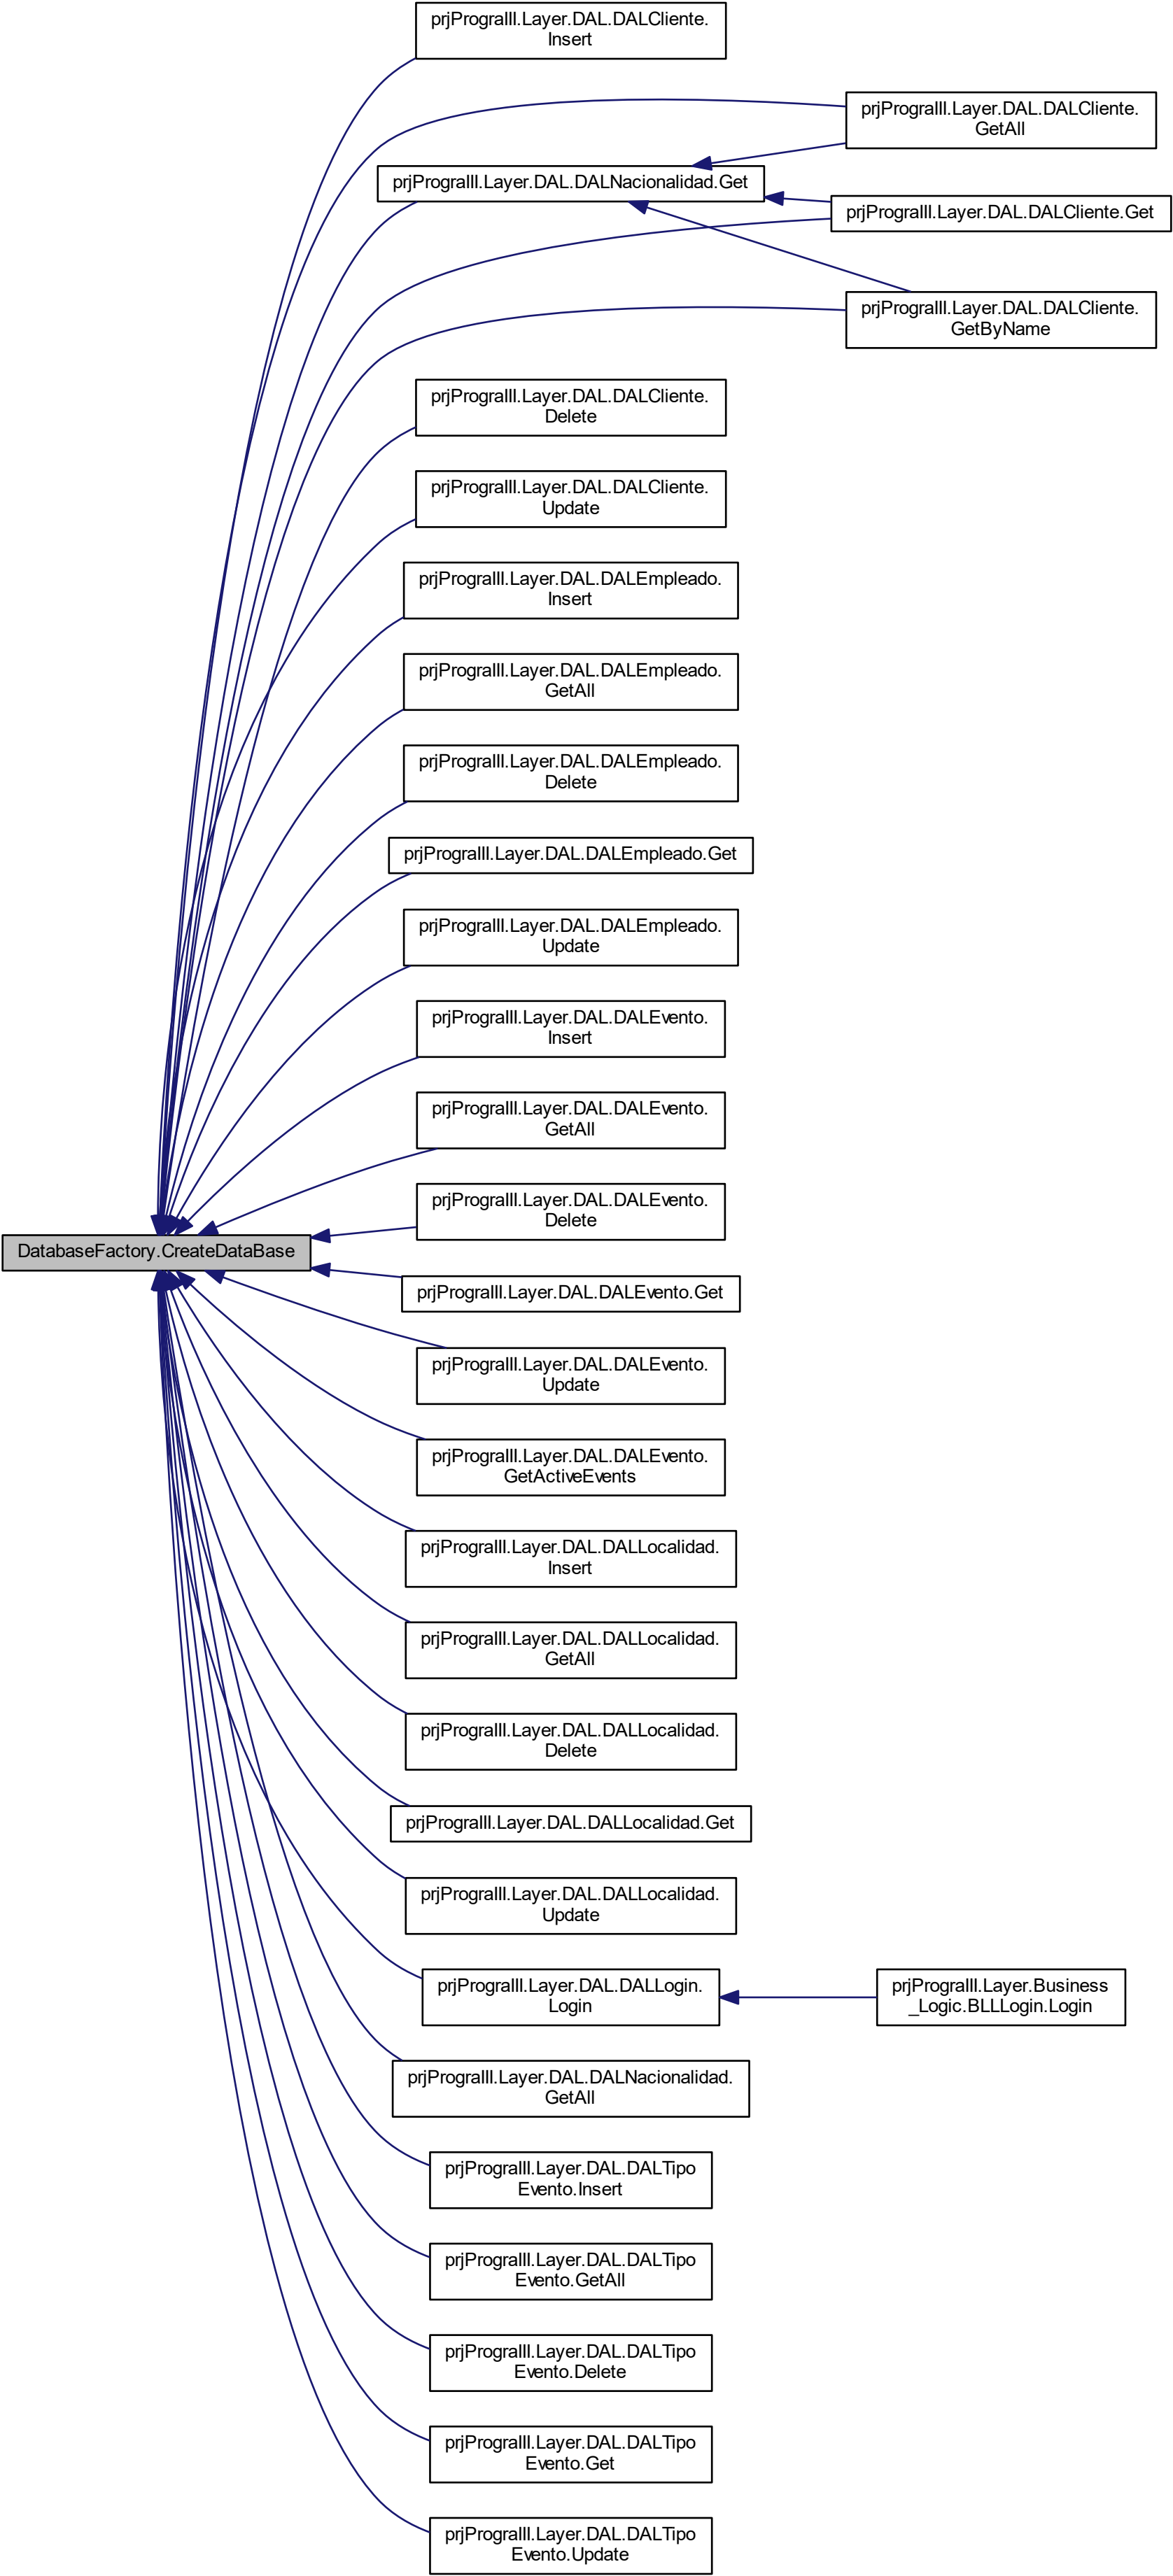 prjPrograIII.Layer.DAL.DALCliente.
Insert
prjPrograIII.Layer.DAL.DALCliente.
GetAll
prjPrograIII.Layer.DAL.DALNacionalidad.Get
prjPrograIII.Layer.DAL.DALCliente.Get
prjPrograIII.Layer.DAL.DALCliente.
GetByName
prjPrograIII.Layer.DAL.DALCliente.
Delete
prjPrograIII.Layer.DAL.DALCliente.
Update
prjPrograIII.Layer.DAL.DALEmpleado.
Insert
prjPrograIII.Layer.DAL.DALEmpleado.
GetAll
prjPrograIII.Layer.DAL.DALEmpleado.
Delete
prjPrograIII.Layer.DAL.DALEmpleado.Get
prjPrograIII.Layer.DAL.DALEmpleado.
Update
prjPrograIII.Layer.DAL.DALEvento.
Insert
prjPrograIII.Layer.DAL.DALEvento.
GetAll
prjPrograIII.Layer.DAL.DALEvento.
Delete
DatabaseFactory.CreateDataBase
prjPrograIII.Layer.DAL.DALEvento.Get
prjPrograIII.Layer.DAL.DALEvento.
Update
prjPrograIII.Layer.DAL.DALEvento.
GetActiveEvents
prjPrograIII.Layer.DAL.DALLocalidad.
Insert
prjPrograIII.Layer.DAL.DALLocalidad.
GetAll
prjPrograIII.Layer.DAL.DALLocalidad.
Delete
prjPrograIII.Layer.DAL.DALLocalidad.Get
prjPrograIII.Layer.DAL.DALLocalidad.
Update
prjPrograIII.Layer.DAL.DALLogin.
Login
prjPrograIII.Layer.Business
_Logic.BLLLogin.Login
prjPrograIII.Layer.DAL.DALNacionalidad.
GetAll
prjPrograIII.Layer.DAL.DALTipo
Evento.Insert
prjPrograIII.Layer.DAL.DALTipo
Evento.GetAll
prjPrograIII.Layer.DAL.DALTipo
Evento.Delete
prjPrograIII.Layer.DAL.DALTipo
Evento.Get
prjPrograIII.Layer.DAL.DALTipo
Evento.Update